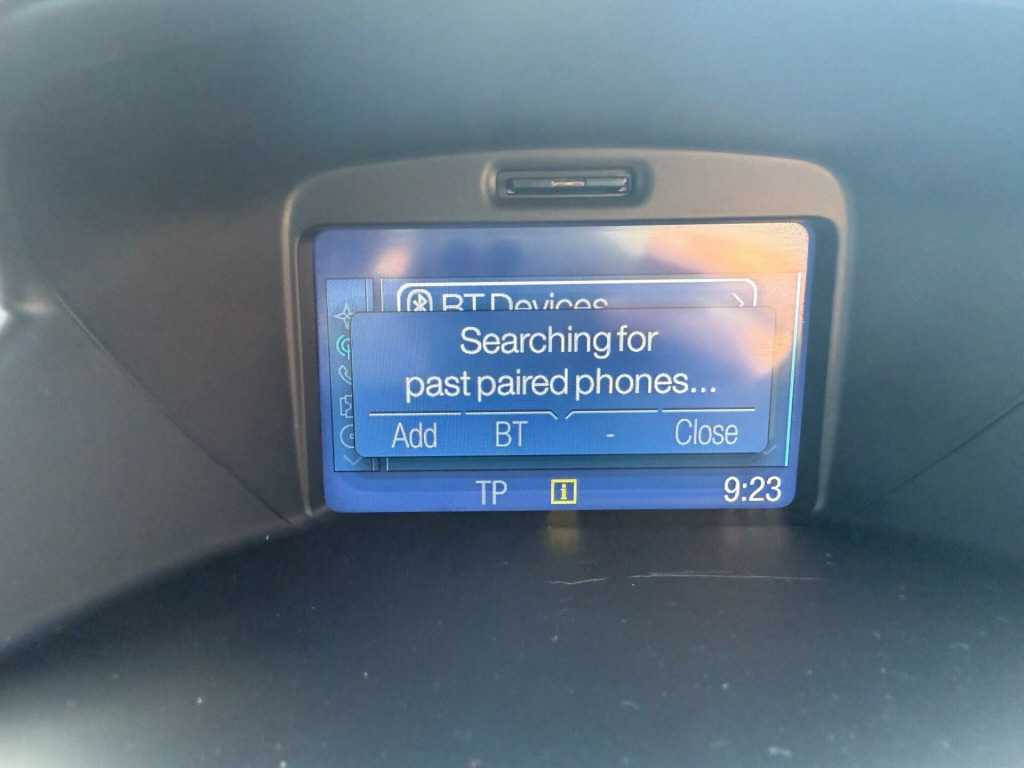 BT Devices
Searching for
past paired phones...
Add BT - Close
TP i 9:23